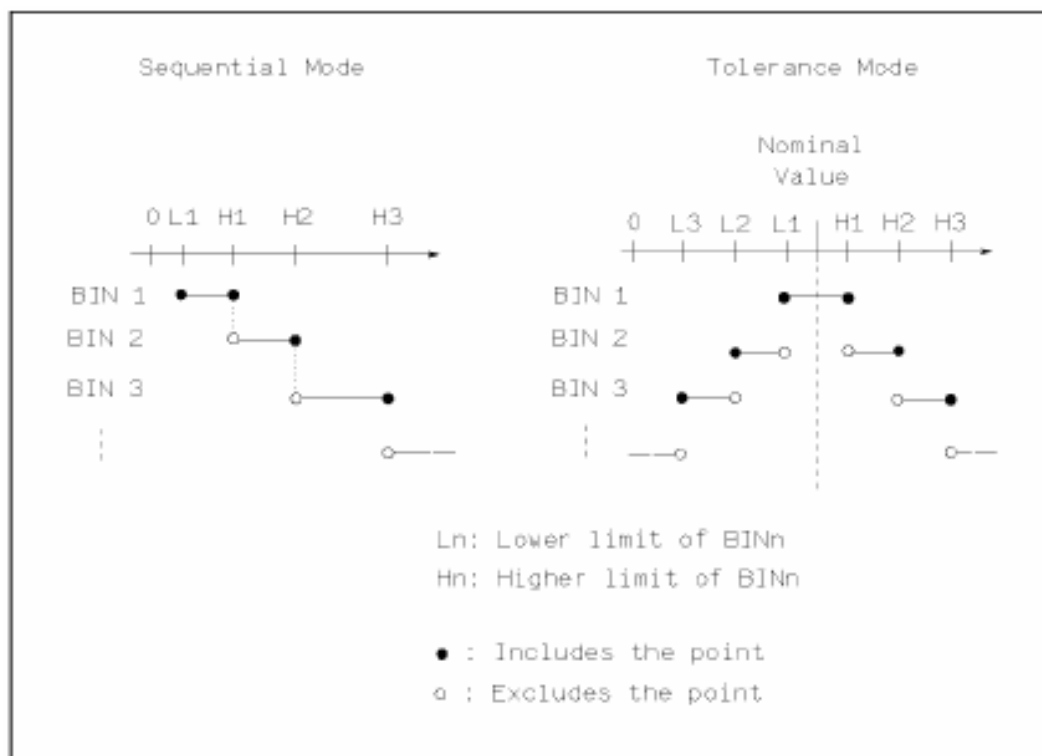 Sequential Mode
Tolerance Mode
Nominal
Value
0 L1 H1 H2 H3
0 L3 L2 L1 H1 H2 H3
BIN 1
BIN 2
BIN 3
BIN 1
BIN 2
BIN 3
Ln: Lower limit of BINn
Hn: Higher limit of BINn
● : Includes the point
○ : Excludes the point